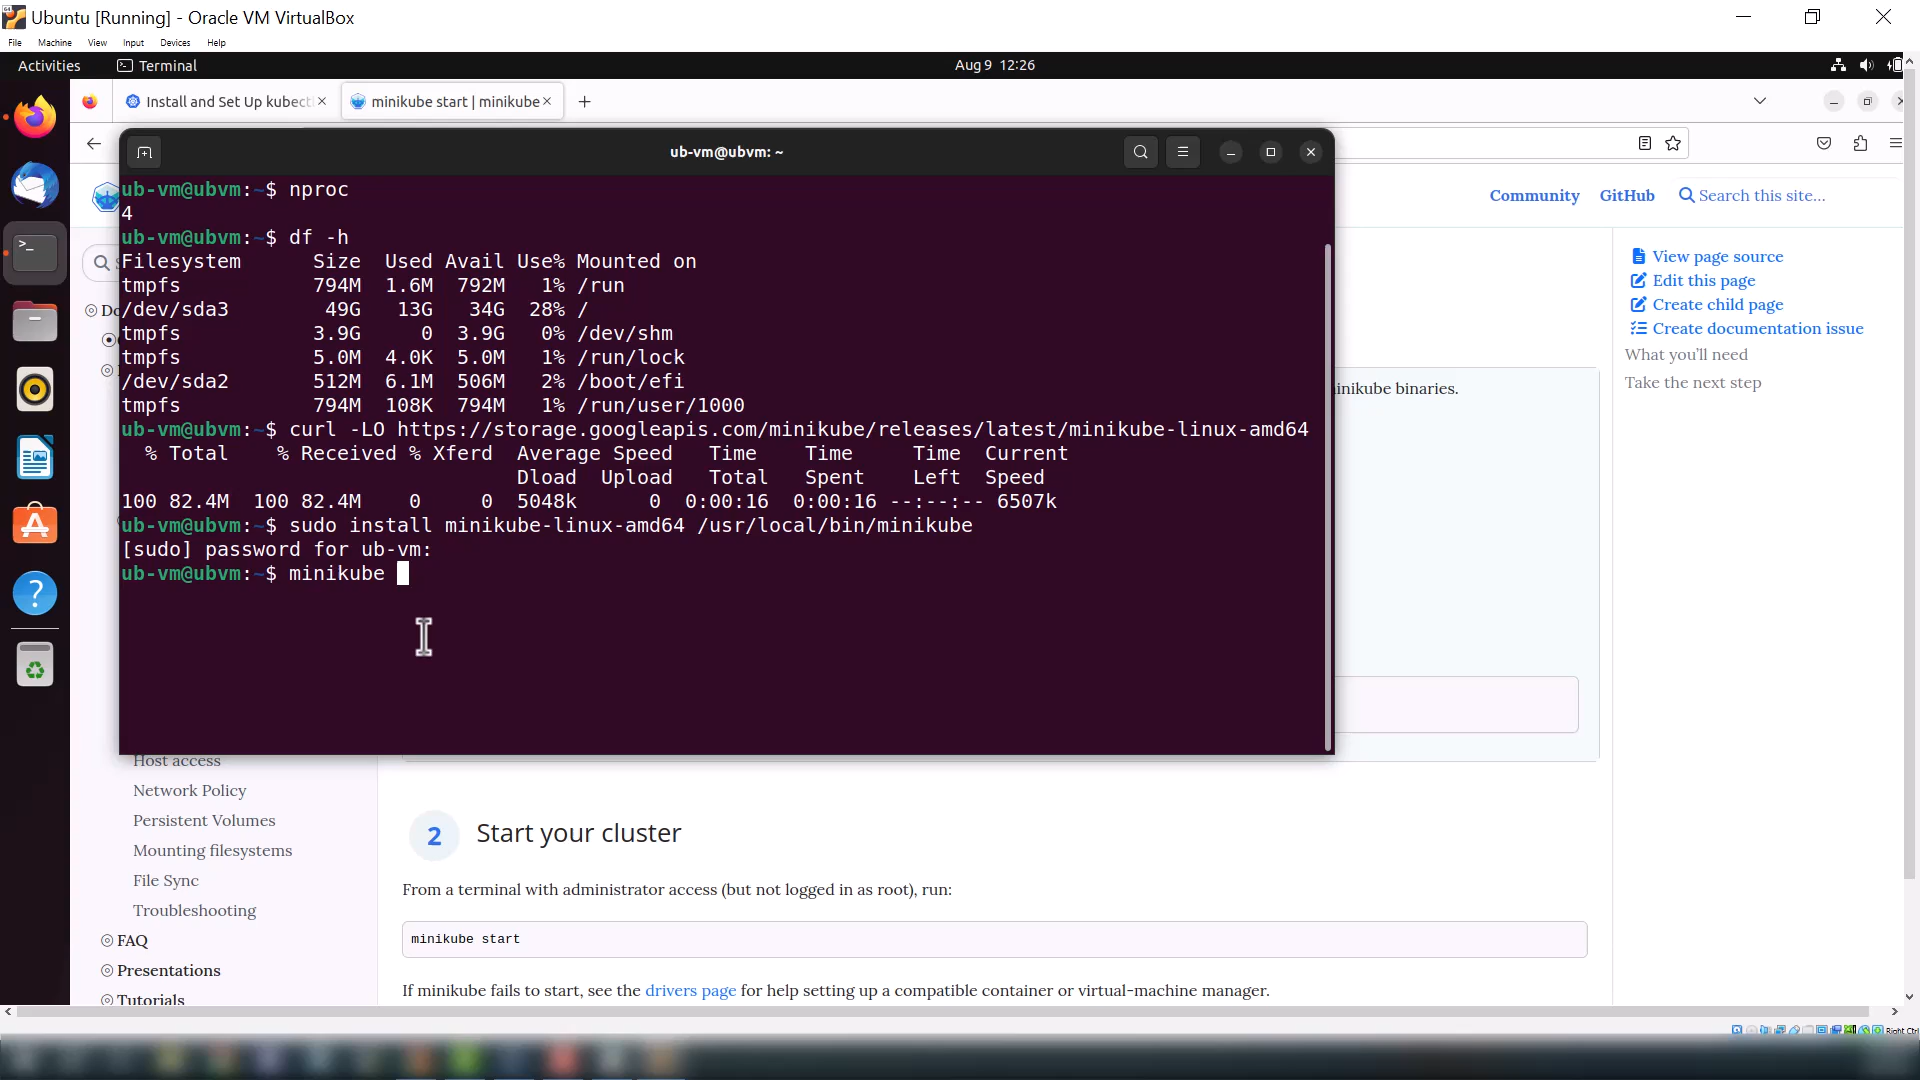 Ubuntu [Running] - Oracle VM VirtualBox
File Machine View Input Devices Help
Activities Terminal Aug 9 12:26
Install and Set Up kubect minikube start | minikube
ub-vm@ubvm: ~
ub-vm@ubvm:~$ nproc
4
ub-vm@ubvm:~$ df -h
Filesystem Size Used Avail Use% Mounted on
tmpfs 794M 1.6M 792M 1% /run
/dev/sda3 49G 13G 34G 28% /
tmpfs 3.9G 0 3.9G 0% /dev/shm
tmpfs 5.0M 4.0K 5.0M 1% /run/lock
/dev/sda2 512M 6.1M 506M 2% /boot/efi
tmpfs 794M 108K 794M 1% /run/user/1000
ub-vm@ubvm:~$ curl -LO https://storage.googleapis.com/minikube/releases/latest/minikube-linux-amd64
% Total % Received % Xferd Average Speed Time Time Time Current
Dload Upload Total Spent Left Speed
100 82.4M 100 82.4M 0 0 5048k 0 0:00:16 0:00:16 --:--:-- 6507k
ub-vm@ubvm:~$ sudo install minikube-linux-amd64 /usr/local/bin/minikube
[sudo] password for ub-vm:
ub-vm@ubvm:~$ minikube
Community GitHub Search this site…
View page source
Edit this page
Create child page
Create documentation issue
What you’ll need
Take the next step
inikube binaries.
Host access
Network Policy
Persistent Volumes
Mounting filesystems
File Sync
Troubleshooting
FAQ
Presentations
Tutorials
2 Start your cluster
From a terminal with administrator access (but not logged in as root), run:
minikube start
If minikube fails to start, see the drivers page for help setting up a compatible container or virtual-machine manager.
Right Ctrl